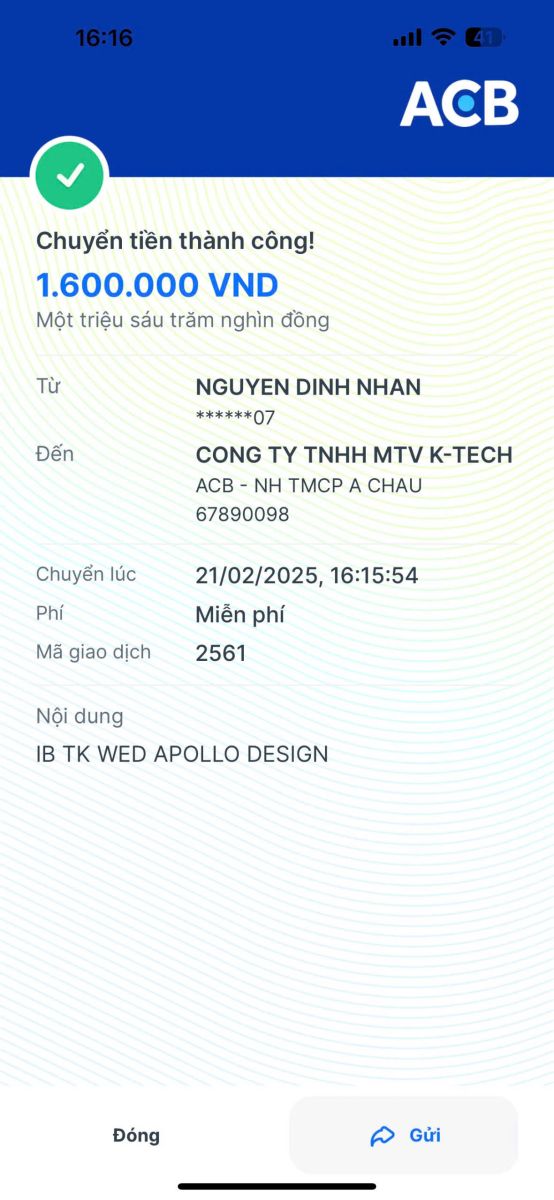 16:16
41
ACB
Chuyển tiền thành công!
1.600.000 VND
Một triệu sáu trăm nghìn đồng
Từ
NGUYEN DINH NHAN
******07
Đến
CONG TY TNHH MTV K-TECH
ACB - NH TMCP A CHAU
67890098
Chuyển lúc
21/02/2025, 16:15:54
Phí
Miễn phí
Mã giao dịch
2561
Nội dung
IB TK WED APOLLO DESIGN
Đóng
Gửi